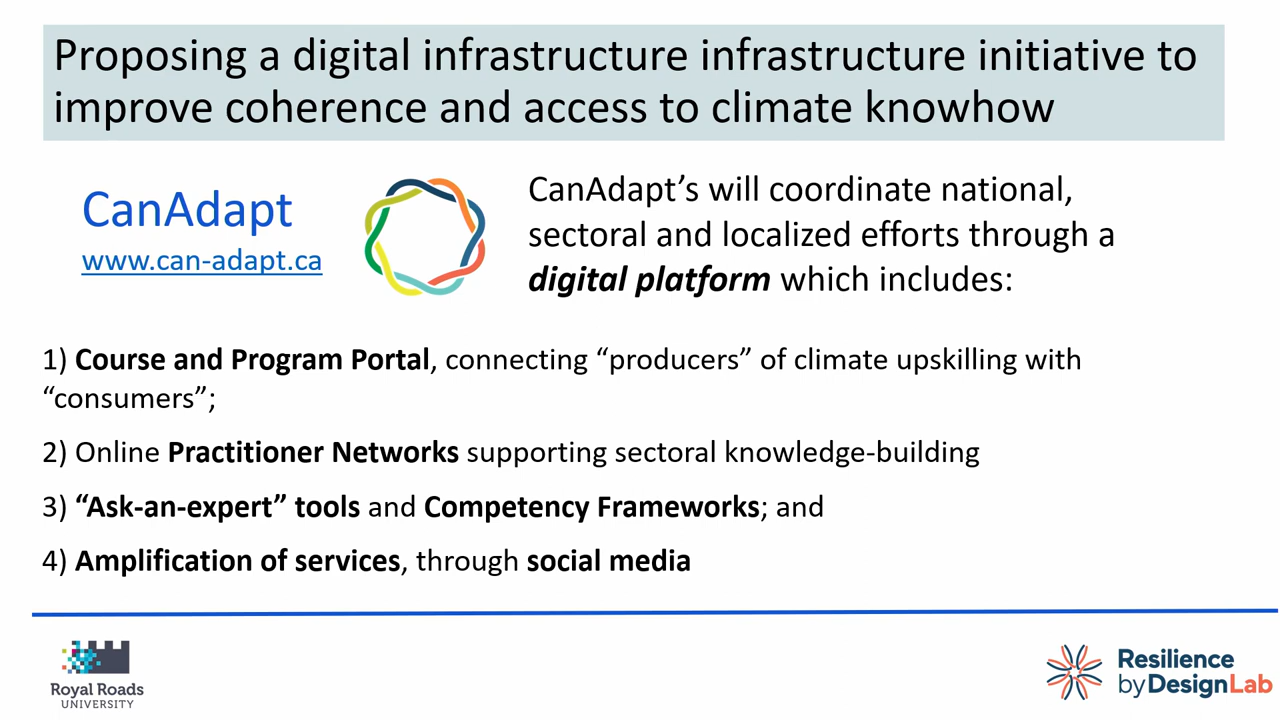 Proposing a digital infrastructure infrastructure initiative to
improve coherence and access to climate knowhow
CanAdapt
www.can-adapt.ca
CanAdapt’s will coordinate national,
sectoral and localized efforts through a
digital platform which includes:
1) Course and Program Portal, connecting “producers” of climate upskilling with
“consumers”;
2) Online Practitioner Networks supporting sectoral knowledge-building
3) “Ask-an-expert” tools and Competency Frameworks; and
4) Amplification of services, through social media
Royal Roads
UNIVERSITY
Resilience
byDesignLab